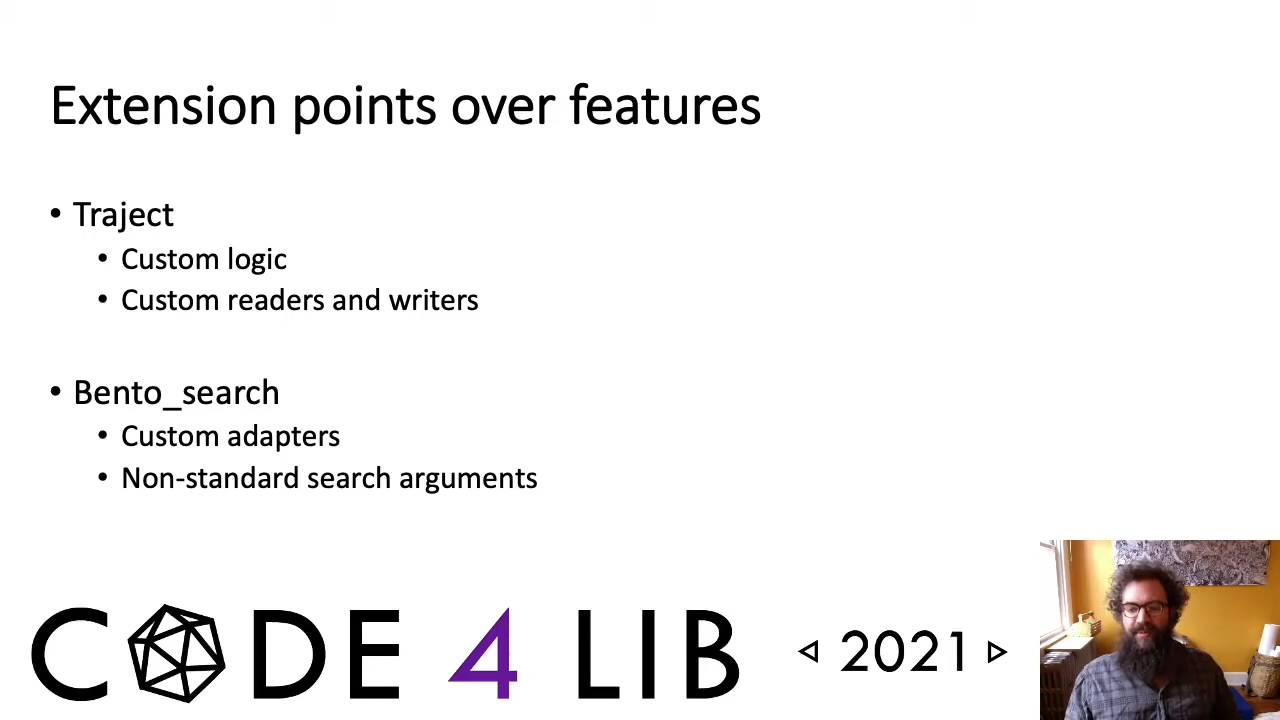 Extension points over features
• Traject
• Custom logic
• Custom readers and writers
• Bento_search
• Custom adapters
• Non-standard search arguments
CODE 4 LIB
2021